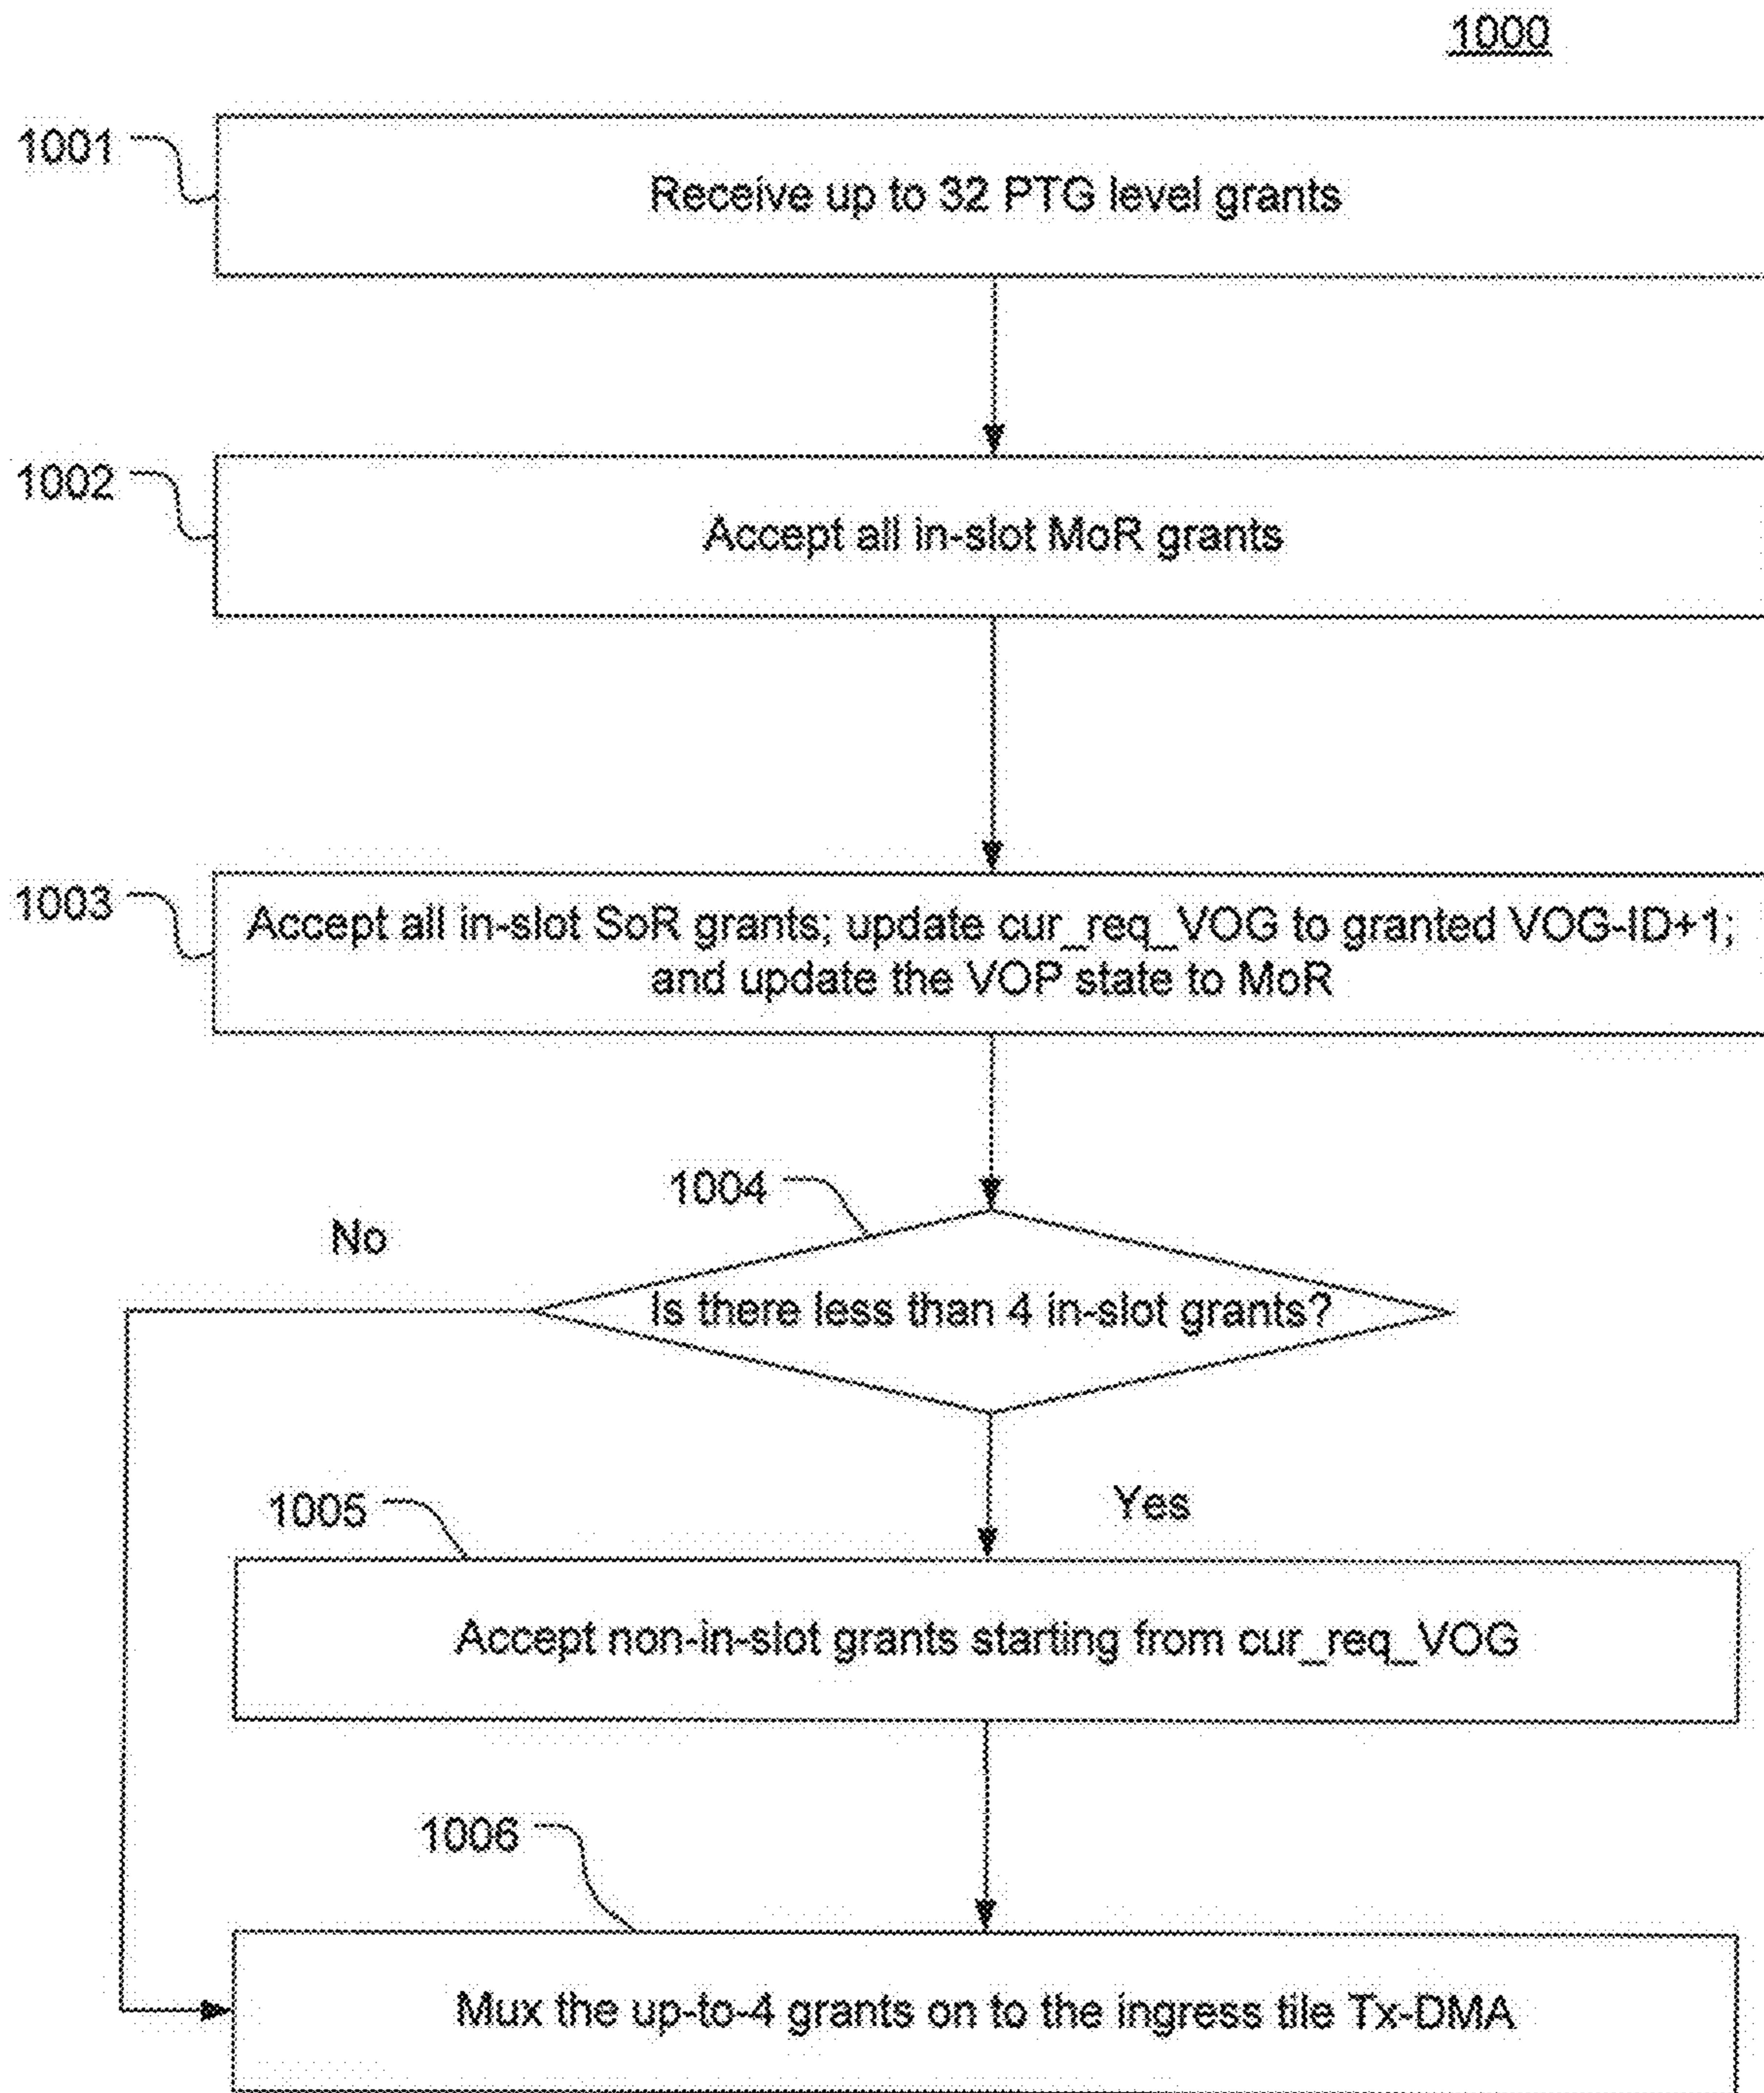 1000
1001
Receive up to 32 PTG level grants
1002
Accept all in-slot MoR grants
1003
Accept all in-slot SoR grants; update cur_req_VOG to granted VOG-ID+1;
and update the VOP state to MoR
1004
No
Is there less than 4 in-slot grants?
Yes
1005
Accept non-in-slot grants starting from cur_req_VOG
1006
Mux the up-to-4 grants on to the ingress tile Tx-DMA